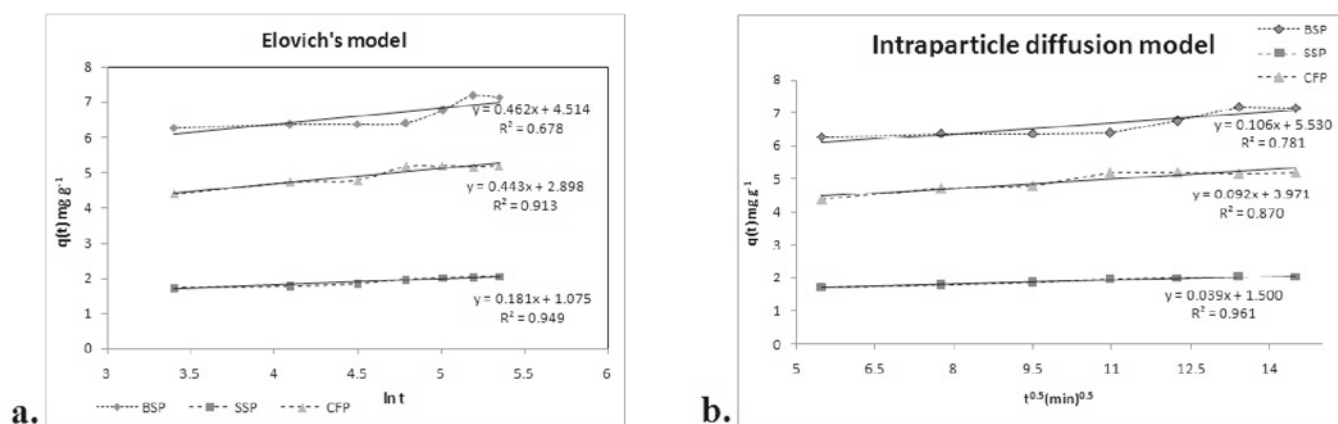 Elovich's model
8
7
6
5
4
3
2
1
0
q(t) mg g⁻¹
y = 0.462x + 4.514
R² = 0.678
y = 0.443x + 2.898
R² = 0.913
y = 0.181x + 1.075
R² = 0.949
3 3.5 4 4.5 5 5.5 6
ln t
BSP SSP CFP
a.
Intraparticle diffusion model
BSP
SSP
CFP
8
7
6
5
4
3
2
1
0
q(t) mg g⁻¹
y = 0.106x + 5.530
R² = 0.781
y = 0.092x + 3.971
R² = 0.870
y = 0.039x + 1.500
R² = 0.961
5 6.5 8 9.5 11 12.5 14
t⁰·⁵(min)⁰·⁵
b.